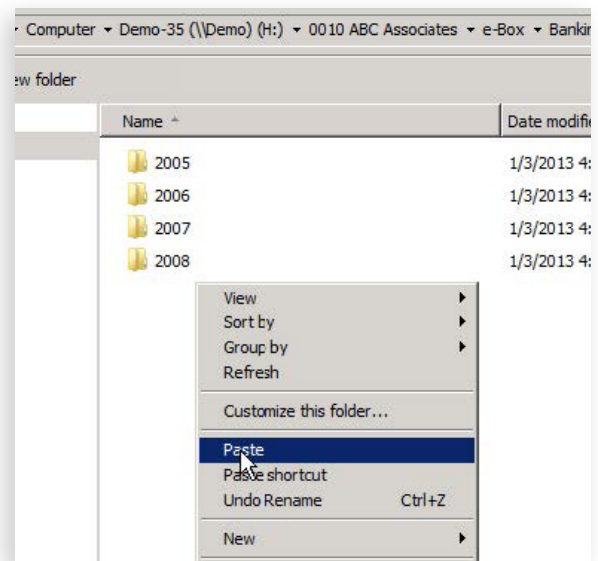 Computer Demo-35 (\\Demo) (H:) 0010 ABC Associates e-Box Bankin
ew folder
Name Date modifie
2005 1/3/2013 4:
2006 1/3/2013 4:
2007 1/3/2013 4:
2008 1/3/2013 4:
View
Sort by
Group by
Refresh
Customize this folder...
Paste
Paste shortcut
Undo Rename Ctrl+Z
New